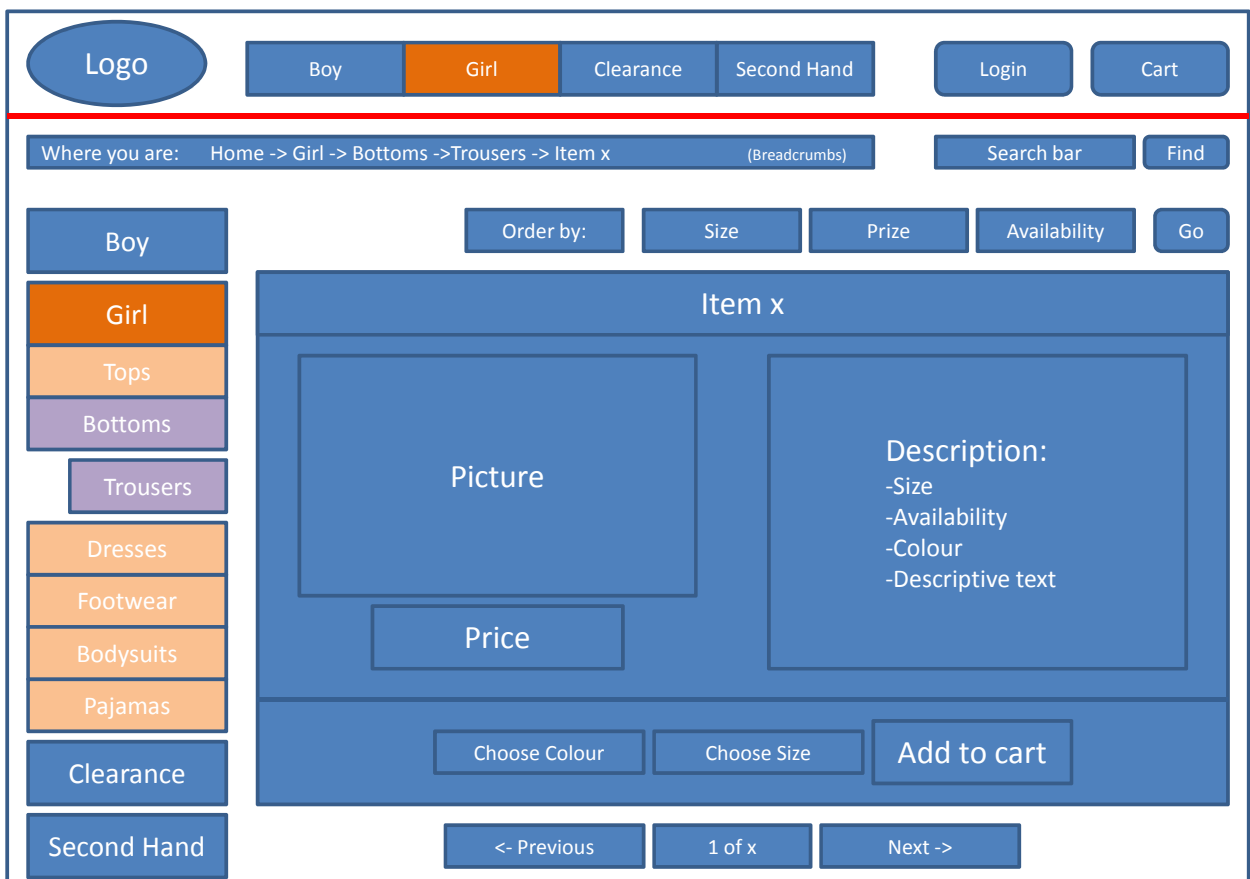 Logo
Boy
Girl
Clearance
Second Hand
Login
Cart
Where you are: Home -> Girl -> Bottoms ->Trousers -> Item x (Breadcrumbs)
Search bar
Find
Order by:
Size
Prize
Availability
Go
Boy
Girl
Tops
Bottoms
Trousers
Dresses
Footwear
Bodysuits
Pajamas
Clearance
Second Hand
Item x
Picture
Price
Description:
-Size
-Availability
-Colour
-Descriptive text
Choose Colour
Choose Size
Add to cart
<- Previous
1 of x
Next ->